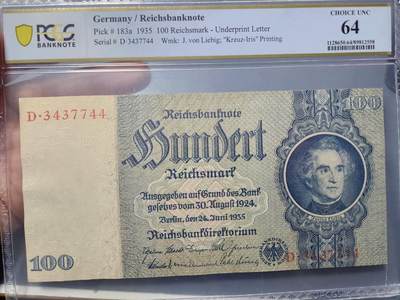 PCGS
BANKNOTE
Germany / Reichsbanknote
Pick # 183a 1935 100 Reichsmark - Underprint Letter
Serial # D·3437744 Wmk: J. von Liebig; "Kreuz-Iris" Printing
CHOICE UNC
64
D·3437744
Reichsbanknote
Hundert
Reichsmark
Ausgegeben auf Grund des Bank
gesetzes vom 30. August 1924
Berlin, den 24. Juni 1935
Reichsbankdirektorium
100
D·3437744